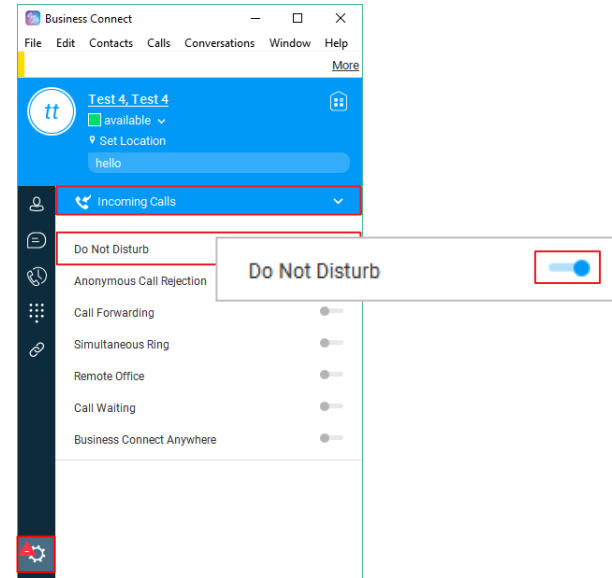 Business Connect
File Edit Contacts Calls Conversations Window Help
More
tt
Test 4, Test 4
available
Set Location
hello
Incoming Calls
Do Not Disturb
Do Not Disturb
Anonymous Call Rejection
Call Forwarding
Simultaneous Ring
Remote Office
Call Waiting
Business Connect Anywhere